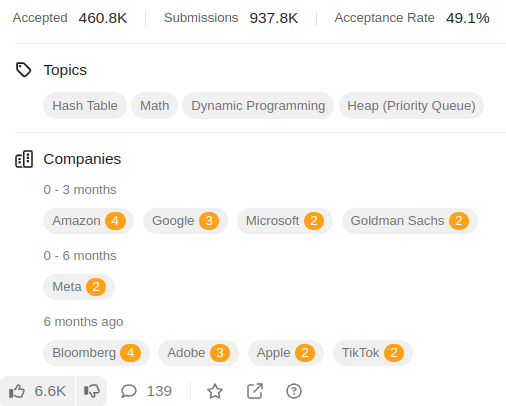 Accepted 460.8K Submissions 937.8K Acceptance Rate 49.1%
Topics
Hash Table Math Dynamic Programming Heap (Priority Queue)
Companies
0 - 3 months
Amazon 4 Google 3 Microsoft 2 Goldman Sachs 2
0 - 6 months
Meta 2
6 months ago
Bloomberg 4 Adobe 3 Apple 2 TikTok 2
6.6K 139